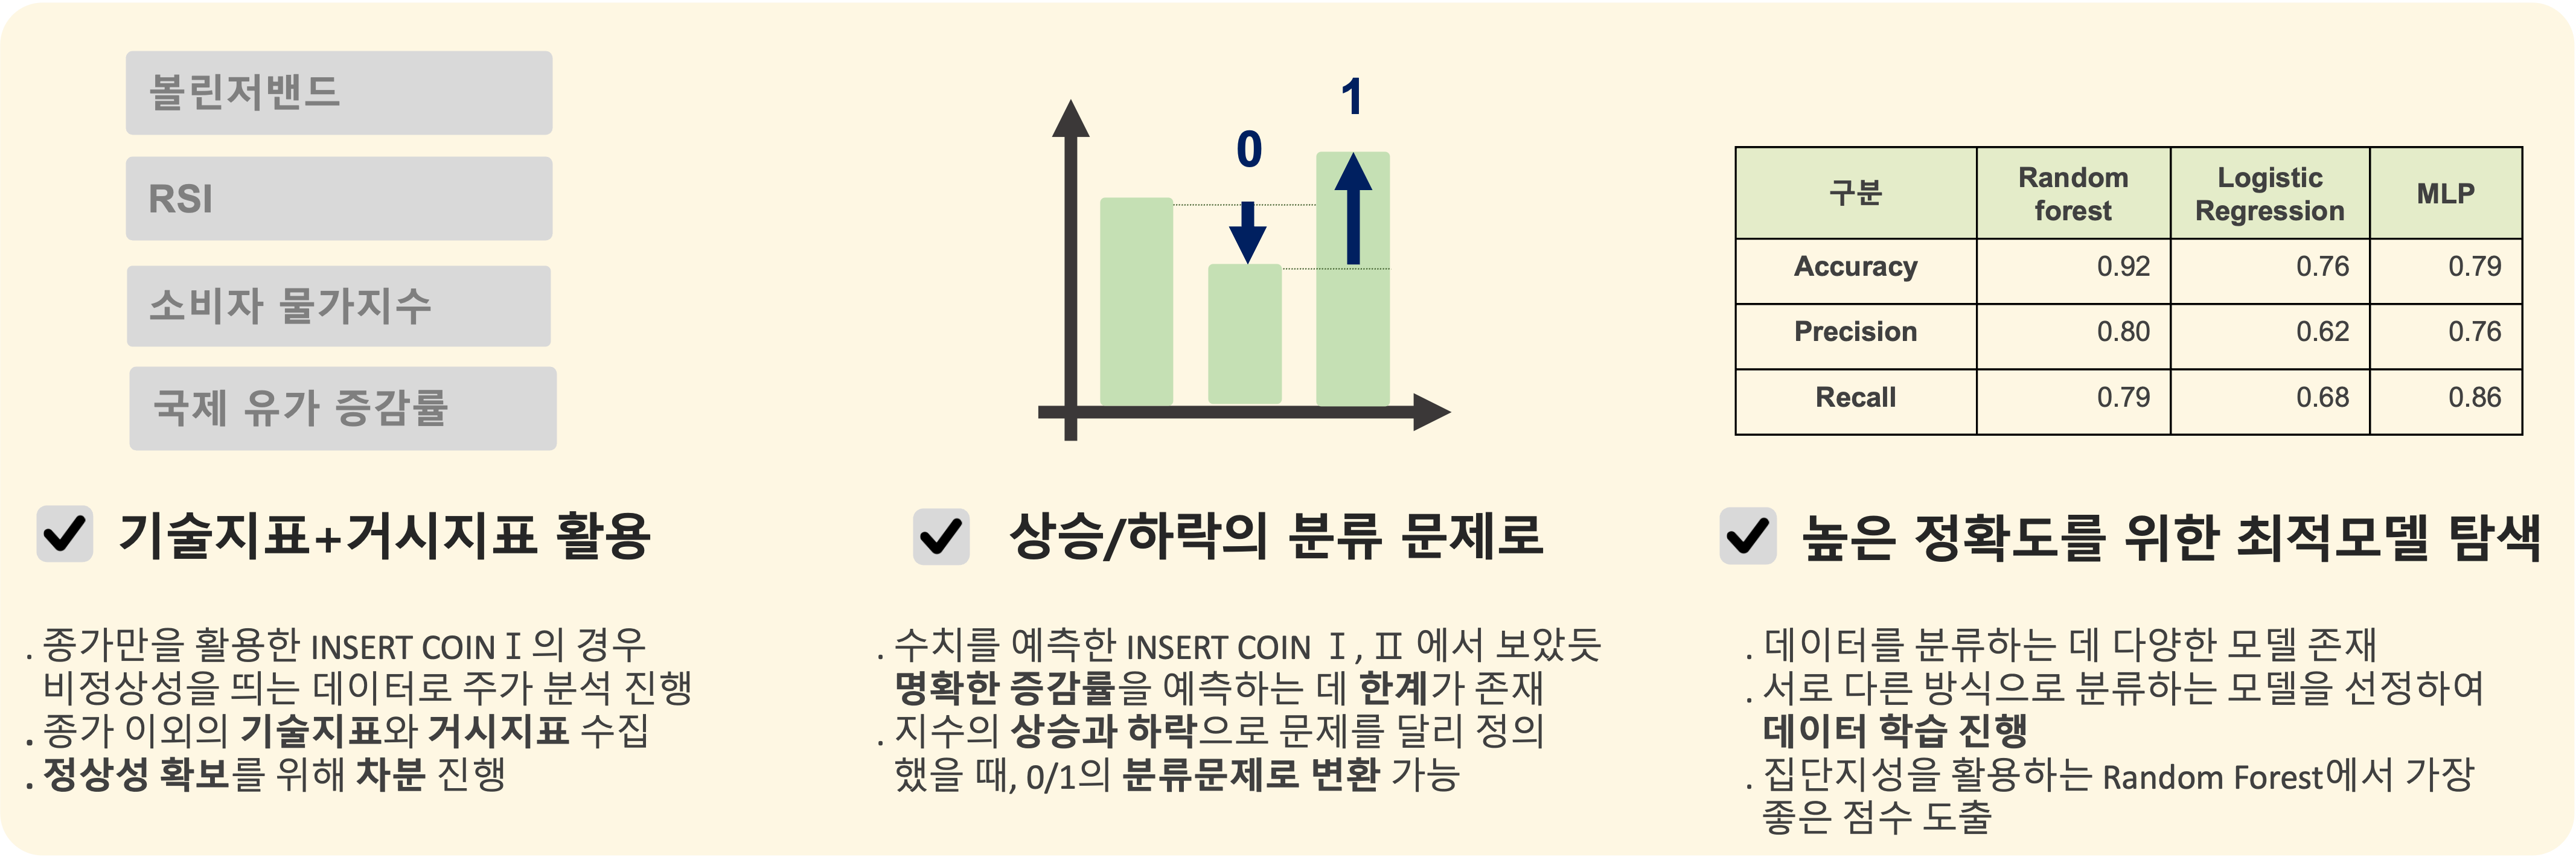 볼린저밴드
RSI
소비자 물가지수
국제 유가 증감률
기술지표+거시지표 활용
. 종가만을 활용한 INSERT COINⅠ의 경우
비정상성을 띄는 데이터로 주가 분석 진행
. 종가 이외의 기술지표와 거시지표 수집
. 정상성 확보를 위해 차분 진행
0
1
상승/하락의 분류 문제로
. 수치를 예측한 INSERT COIN Ⅰ, Ⅱ 에서 보았듯
명확한 증감률을 예측하는 데 한계가 존재
. 지수의 상승과 하락으로 문제를 달리 정의
했을 때, 0/1의 분류문제로 변환 가능
구분 Random forest Logistic Regression MLP
Accuracy 0.92 0.76 0.79
Precision 0.80 0.62 0.76
Recall 0.79 0.68 0.86
높은 정확도를 위한 최적모델 탐색
. 데이터를 분류하는 데 다양한 모델 존재
. 서로 다른 방식으로 분류하는 모델을 선정하여
데이터 학습 진행
. 집단지성을 활용하는 Random Forest에서 가장
좋은 점수 도출